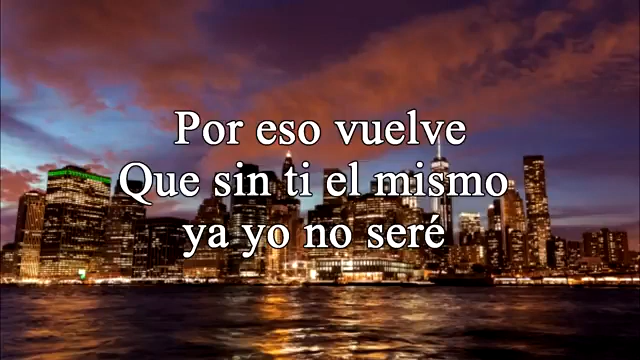 Por eso vuelve
Que sin ti el mismo
ya yo no seré